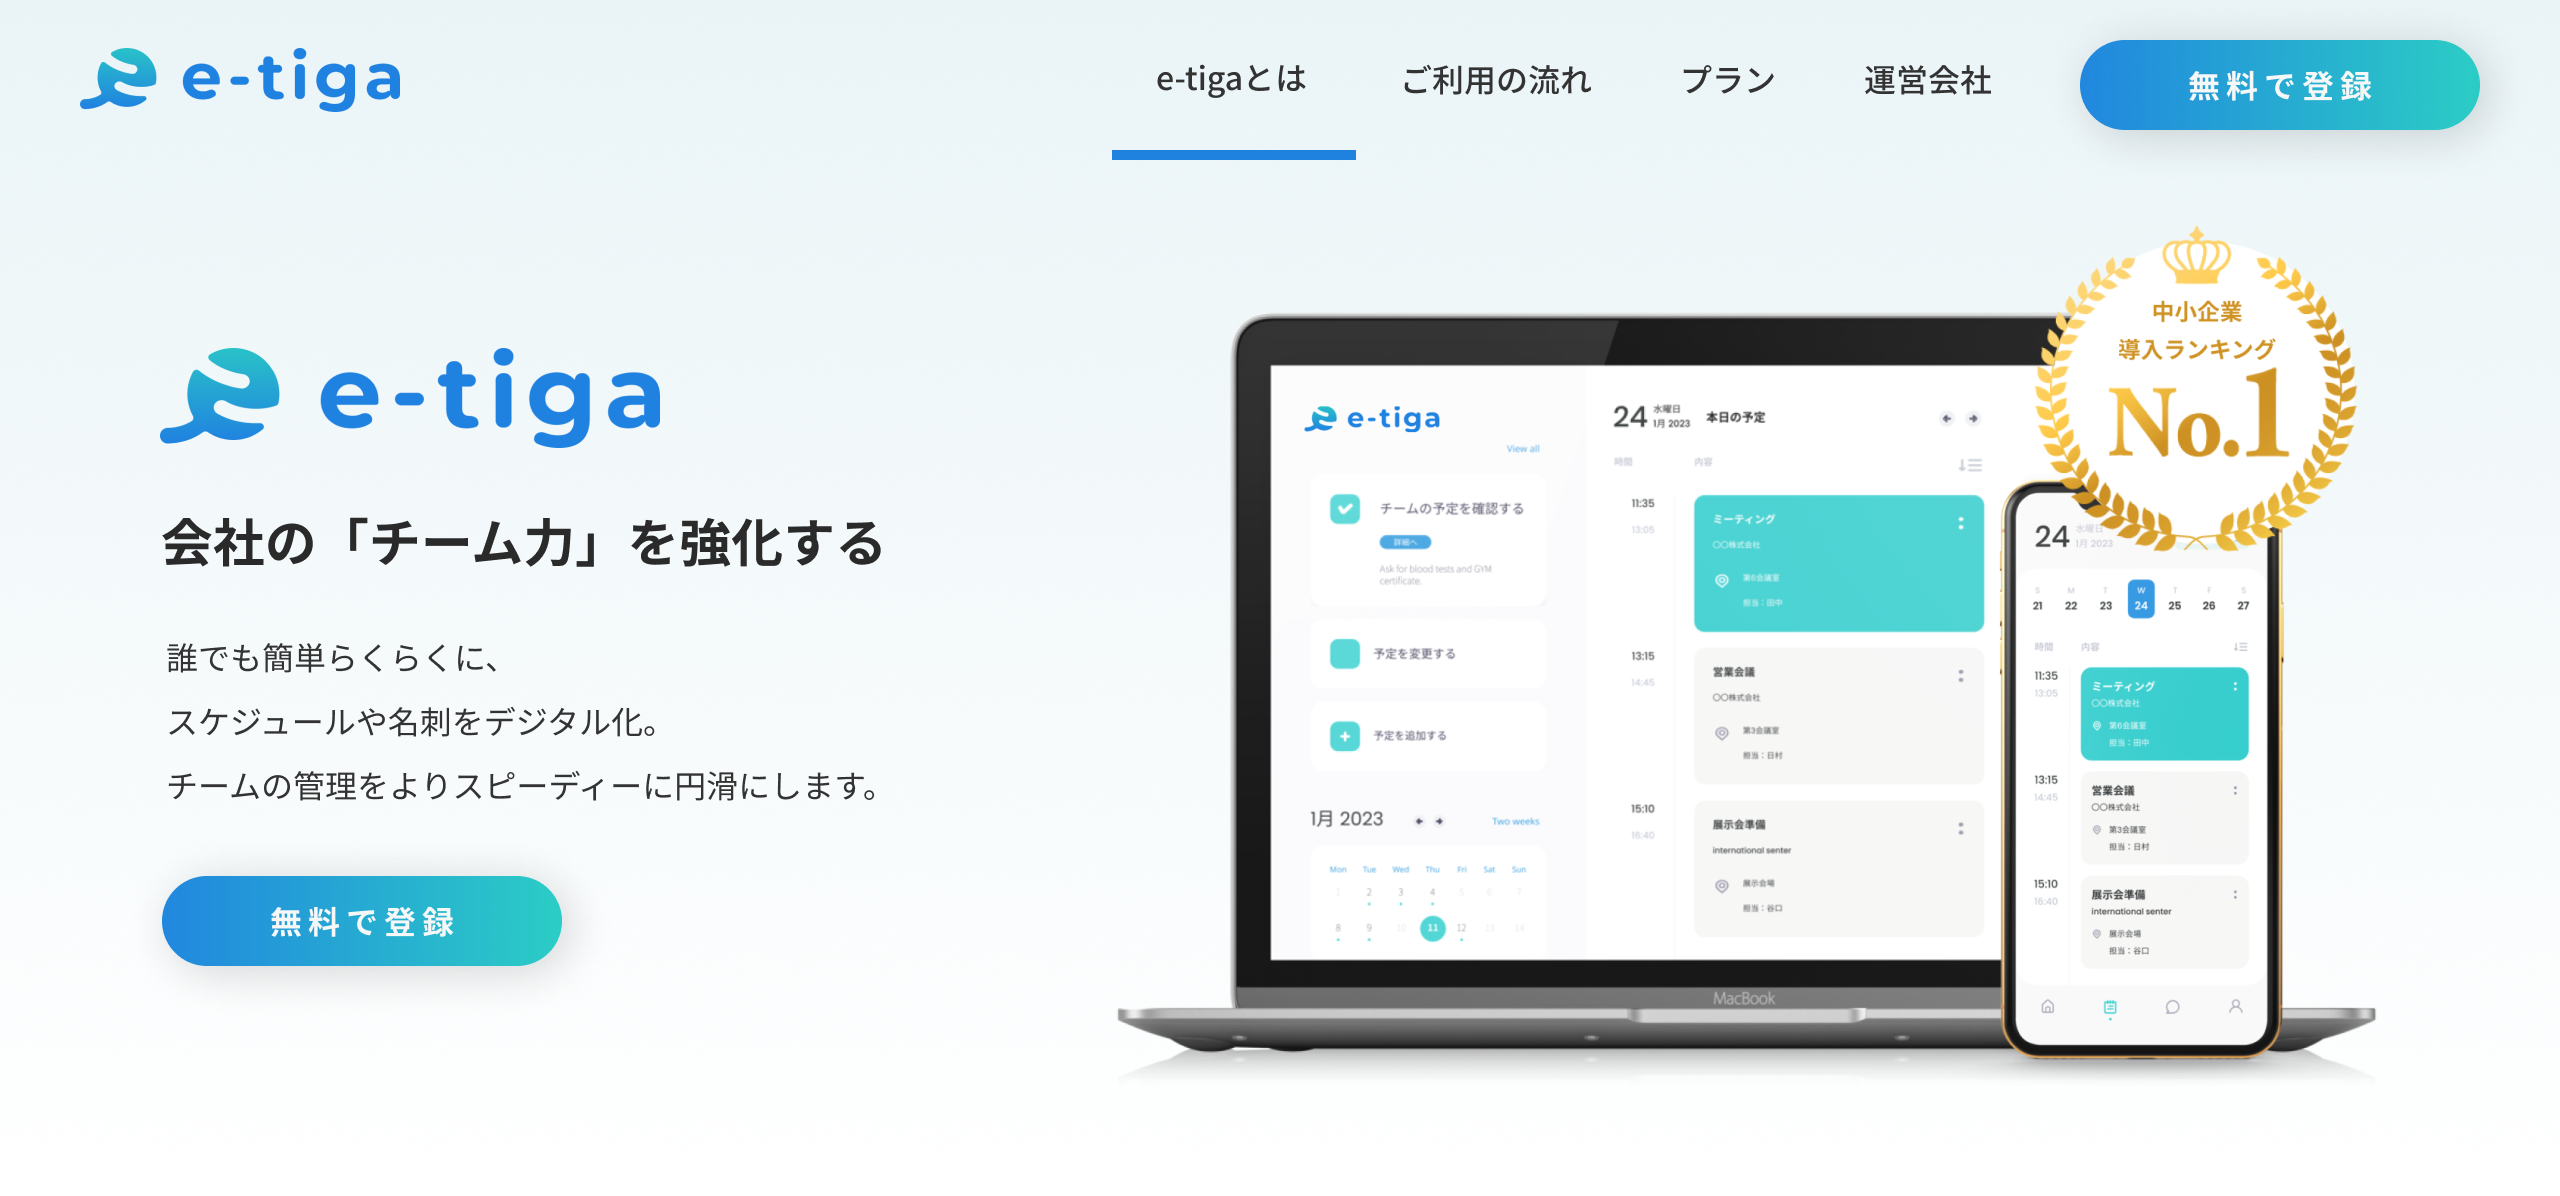 e-tiga
e-tigaとは
ご利用の流れ
プラン
運営会社
無料で登録
e-tiga
会社の「チーム力」を強化する
誰でも簡単らくらくに、
スケジュールや名刺をデジタル化。
チームの管理をよりスピーディーに円滑にします。
無料で登録
中小企業
導入ランキング
No.1
e-tiga
View all
チームの予定を確認する
詳細へ
Ask for blood tests and GYM
certificate.
予定を変更する
予定を追加する
1月 2023
Two weeks
Mon Tue Wed Thu Fri Sat Sun
1 2 3 4 5 6 7
8 9 10 11 12 13 14
24 水曜日
1月 2023
本日の予定
時間 内容
11:35
13:05
ミーティング
〇〇株式会社
第6会議室
担当：田中
13:15
14:45
営業会議
〇〇株式会社
第3会議室
担当：日村
15:10
16:40
展示会準備
international senter
展示会場
担当：谷口
MacBook
24 水曜日
1月 2023
S M T W T F S
21 22 23 24 25 26 27
時間 内容
11:35
13:05
ミーティング
〇〇株式会社
第6会議室
担当：田中
13:15
14:45
営業会議
〇〇株式会社
第3会議室
担当：日村
15:10
16:40
展示会準備
international senter
展示会場
担当：谷口